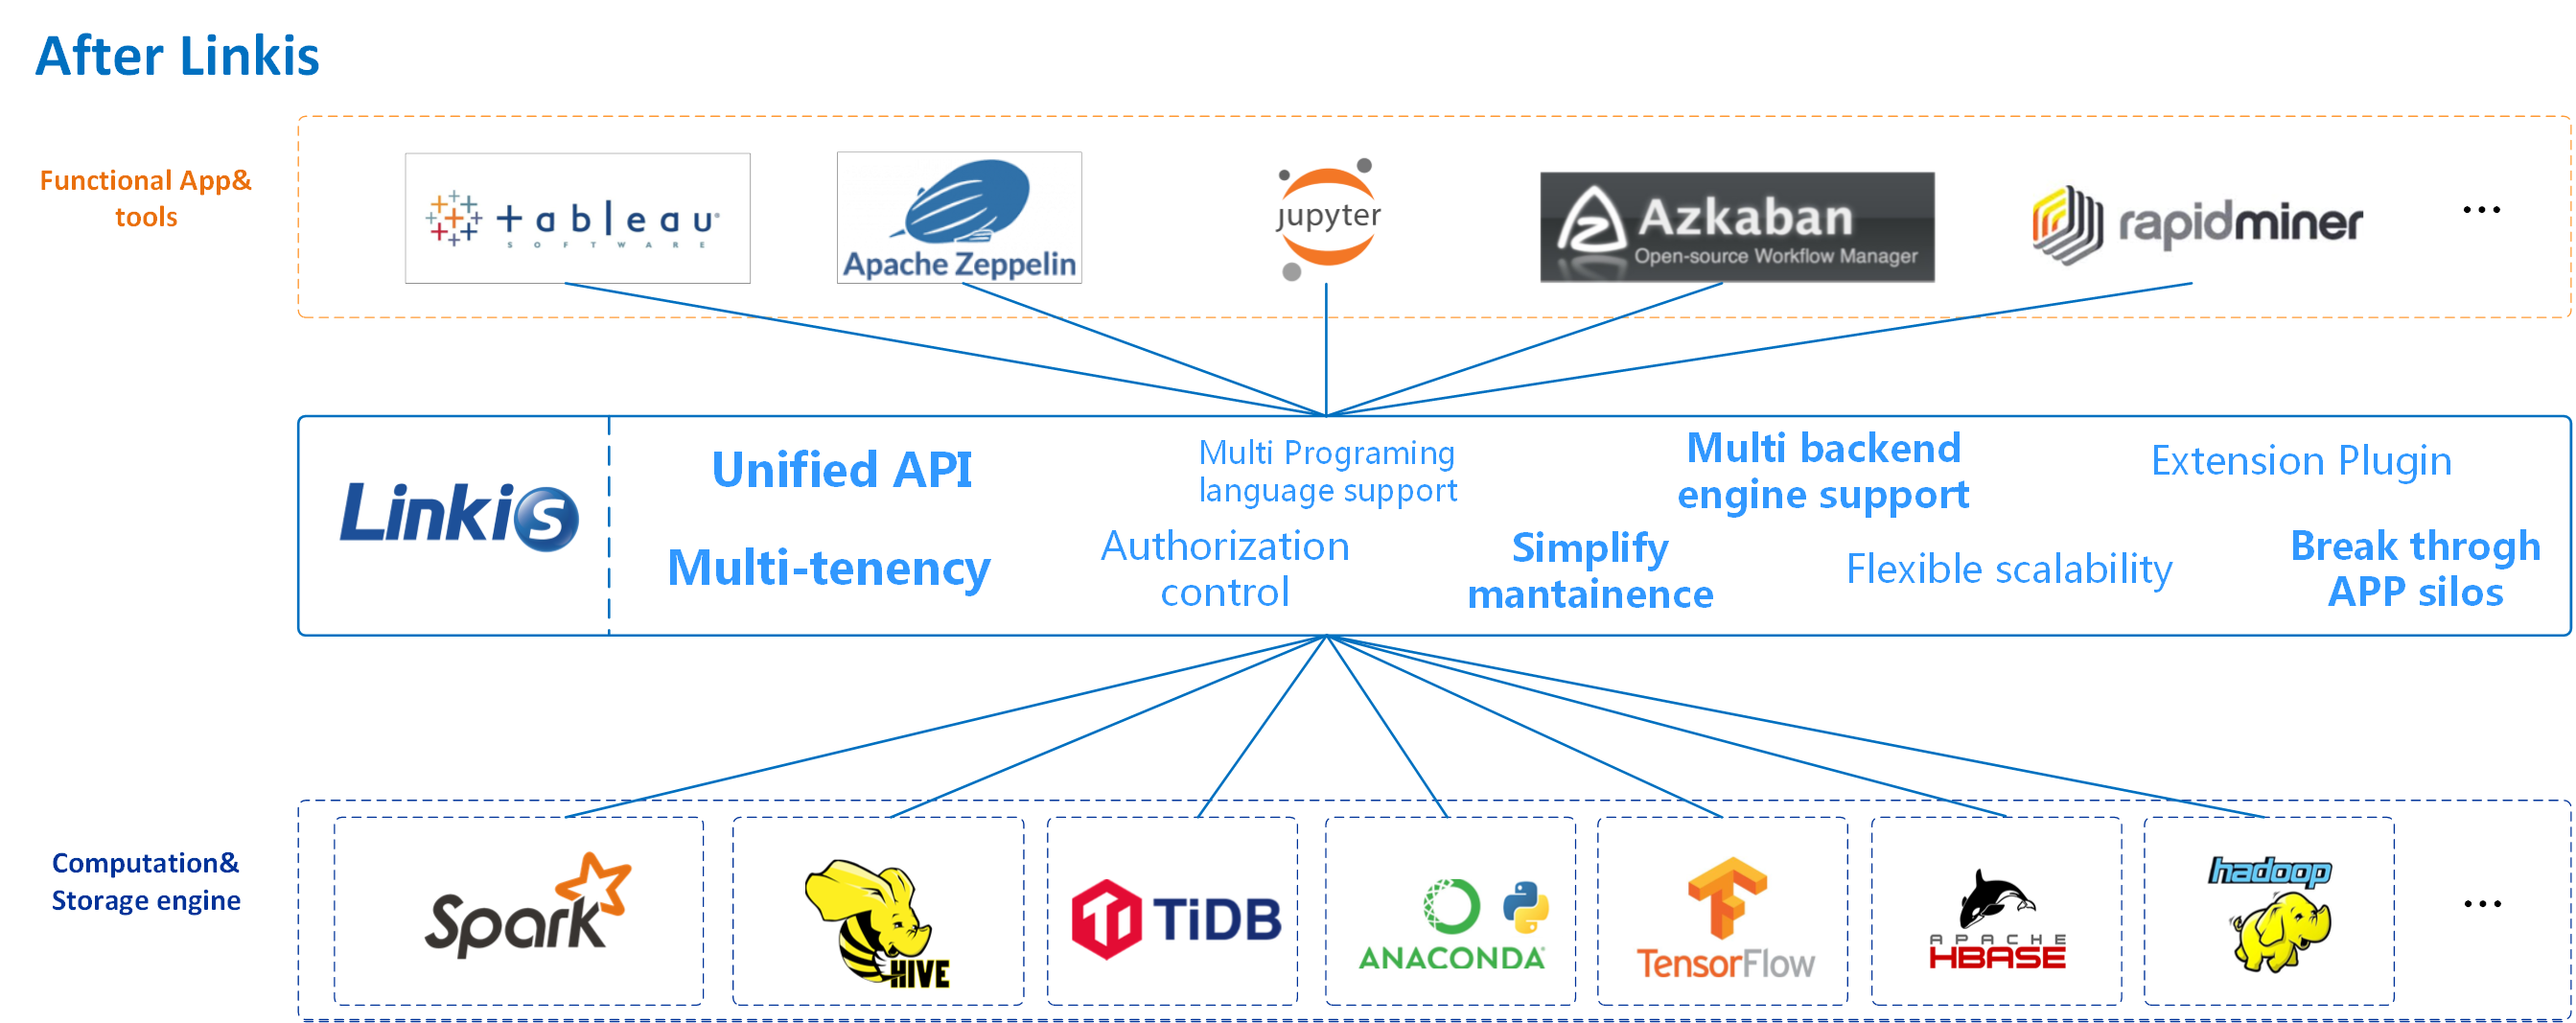 After Linkis
Functional App&
tools
+ a b | e a u
S O F T W A R E
Apache Zeppelin
jupyter
Azkaban
Open-source Workflow Manager
rapidminer
...
Linkis
Unified API
Multi Programing
language support
Multi backend
engine support
Extension Plugin
Multi-tenency
Authorization
control
Simplify
mantainence
Flexible scalability
Break throgh
APP silos
Computation&
Storage engine
Spark
HIVE
TiDB
ANACONDA
TensorFlow
APACHE
HBASE
hadoop
...